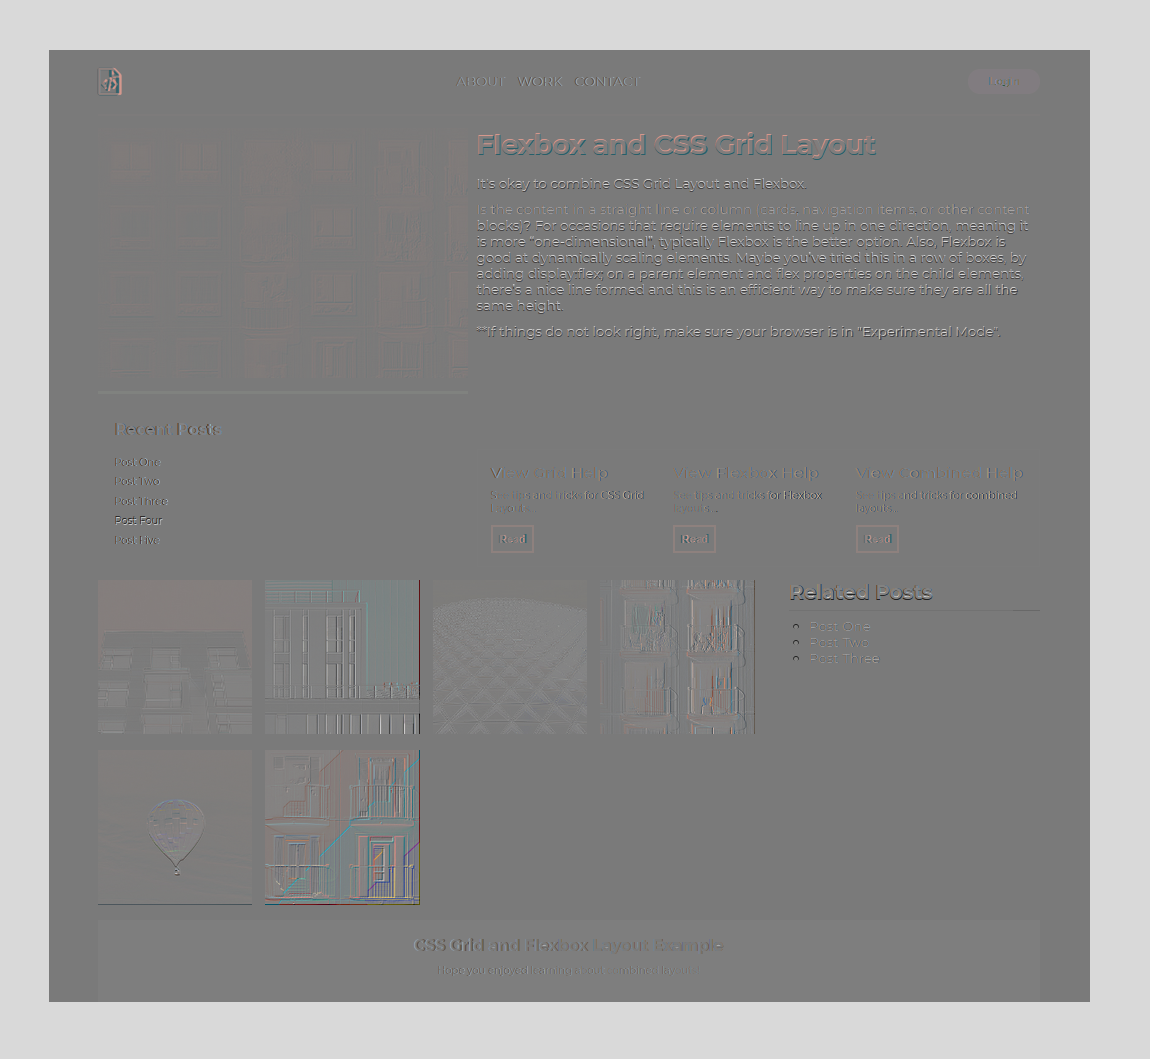 ABOUT WORK CONTACT
Login
Flexbox and CSS Grid Layout
It's okay to combine CSS Grid Layout and Flexbox.
Is the content in a straight line or column (cards, navigation items, or other content
blocks)? For occasions that require elements to line up in one direction, meaning it
is more "one-dimensional", typically Flexbox is the better option. Also, Flexbox is
good at dynamically scaling elements. Maybe you've tried this in a row of boxes, by
adding display:flex; on a parent element and flex properties on the child elements,
there's a nice line formed and this is an efficient way to make sure they are all the
same height.
**If things do not look right, make sure your browser is in "Experimental Mode".
Recent Posts
Post One
Post Two
Post Three
Post Four
Post Five
View Grid Help
See tips and tricks for CSS Grid
Layouts...
Read
View Flexbox Help
See tips and tricks for Flexbox
layouts...
Read
View Combined Help
See tips and tricks for combined
layouts...
Read
Related Posts
Post One
Post Two
Post Three
CSS Grid and Flexbox Layout Example
Hope you enjoyed learning about combined layouts!